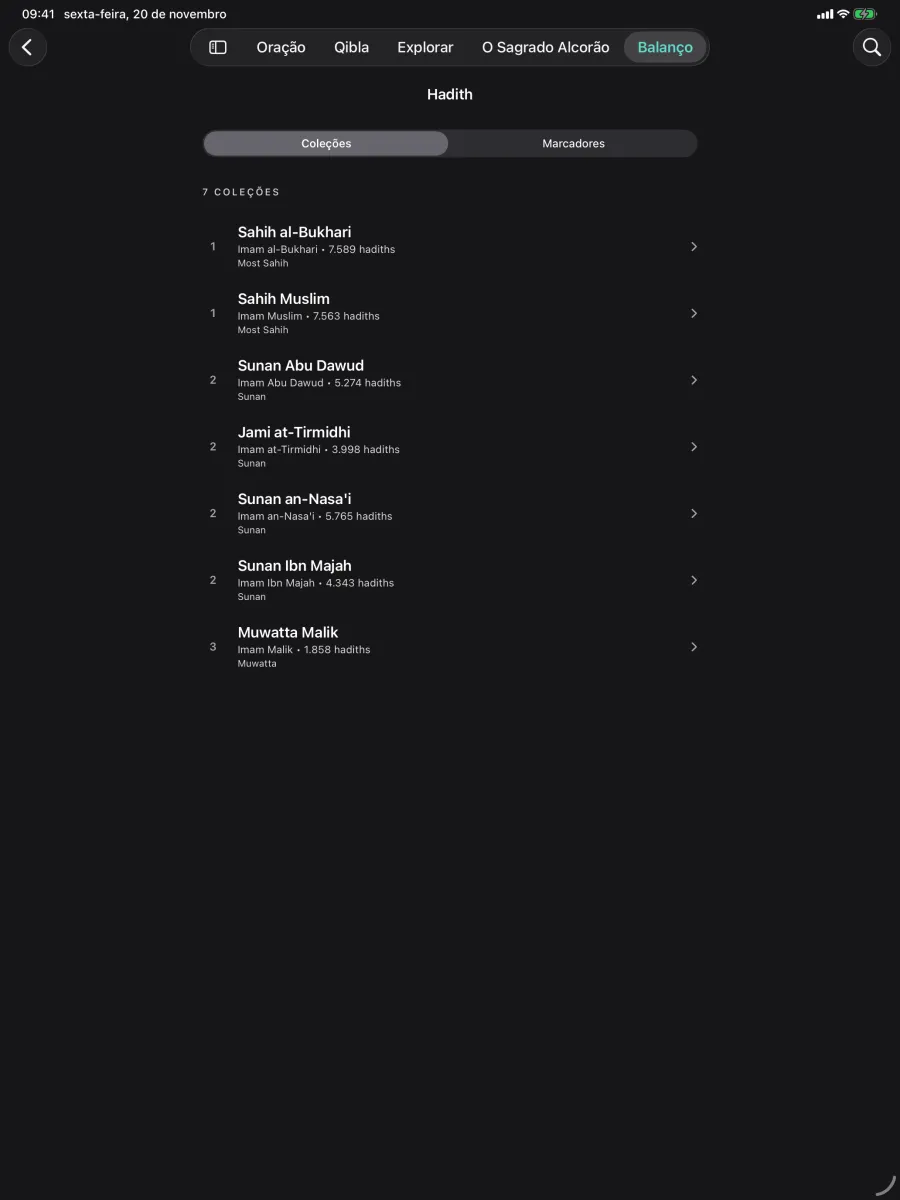 09:41 sexta-feira, 20 de novembro
Oração Qibla Explorar O Sagrado Alcorão Balanço
Hadith
Coleções Marcadores
7 COLEÇÕES
Sahih al-Bukhari
1 Imam al-Bukhari • 7.589 hadiths
Most Sahih
Sahih Muslim
1 Imam Muslim • 7.563 hadiths
Most Sahih
Sunan Abu Dawud
2 Imam Abu Dawud • 5.274 hadiths
Sunan
Jami at-Tirmidhi
2 Imam at-Tirmidhi • 3.998 hadiths
Sunan
Sunan an-Nasa'i
2 Imam an-Nasa'i • 5.765 hadiths
Sunan
Sunan Ibn Majah
2 Imam Ibn Majah • 4.343 hadiths
Sunan
Muwatta Malik
3 Imam Malik • 1.858 hadiths
Muwatta